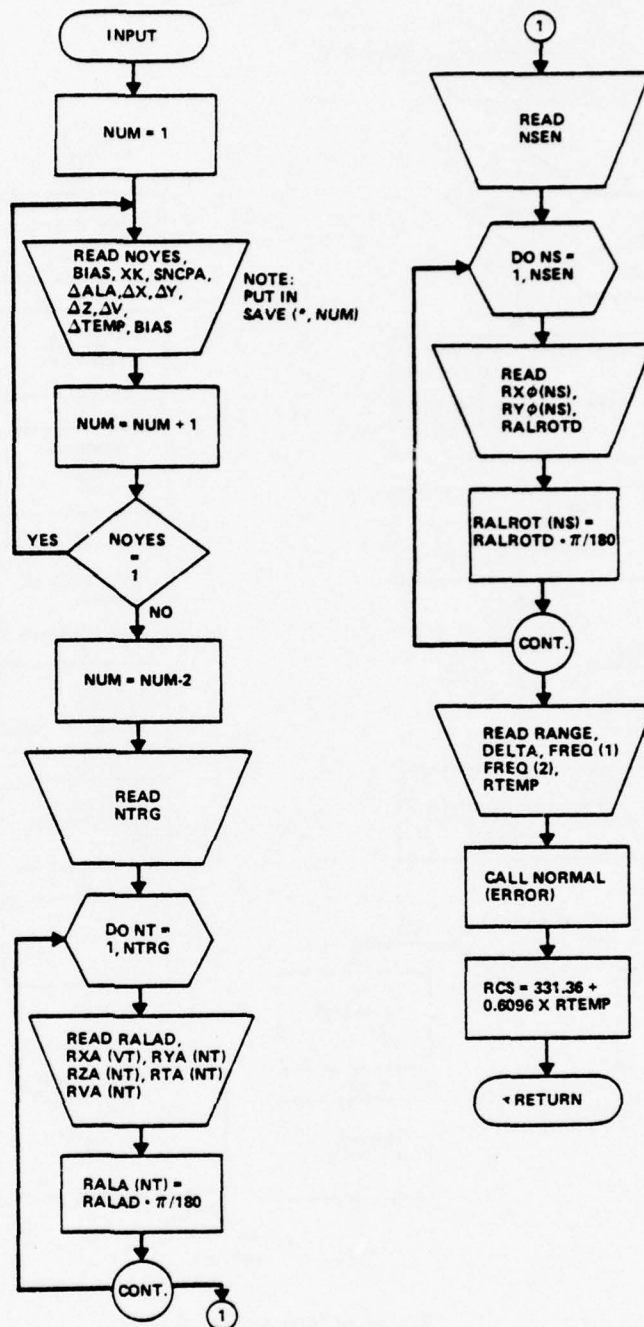 INPUT
NUM = 1
READ NOYES,
BIAS, XK, SNCPA,
ΔALA, ΔX, ΔY,
ΔZ, ΔV,
ΔTEMP, BIAS
NOTE:
PUT IN
SAVE (*, NUM)
NUM = NUM + 1
YES
NOYES
=
1
NO
NUM = NUM-2
READ
NTRG
DO NT =
1, NTRG
READ RALAD,
RXA (VT), RYA (NT)
RZA (NT), RTA (NT)
RVA (NT)
RALA (NT) =
RALAD • π/180
CONT.
1
1
READ
NSEN
DO NS =
1, NSEN
READ
RXϕ(NS),
RYϕ(NS),
RALROTD
RALROT (NS) =
RALROTD • π/180
CONT.
READ RANGE,
DELTA, FREQ (1)
FREQ (2),
RTEMP
CALL NORMAL
(ERROR)
RCS = 331.36 +
0.6096 X RTEMP
RETURN